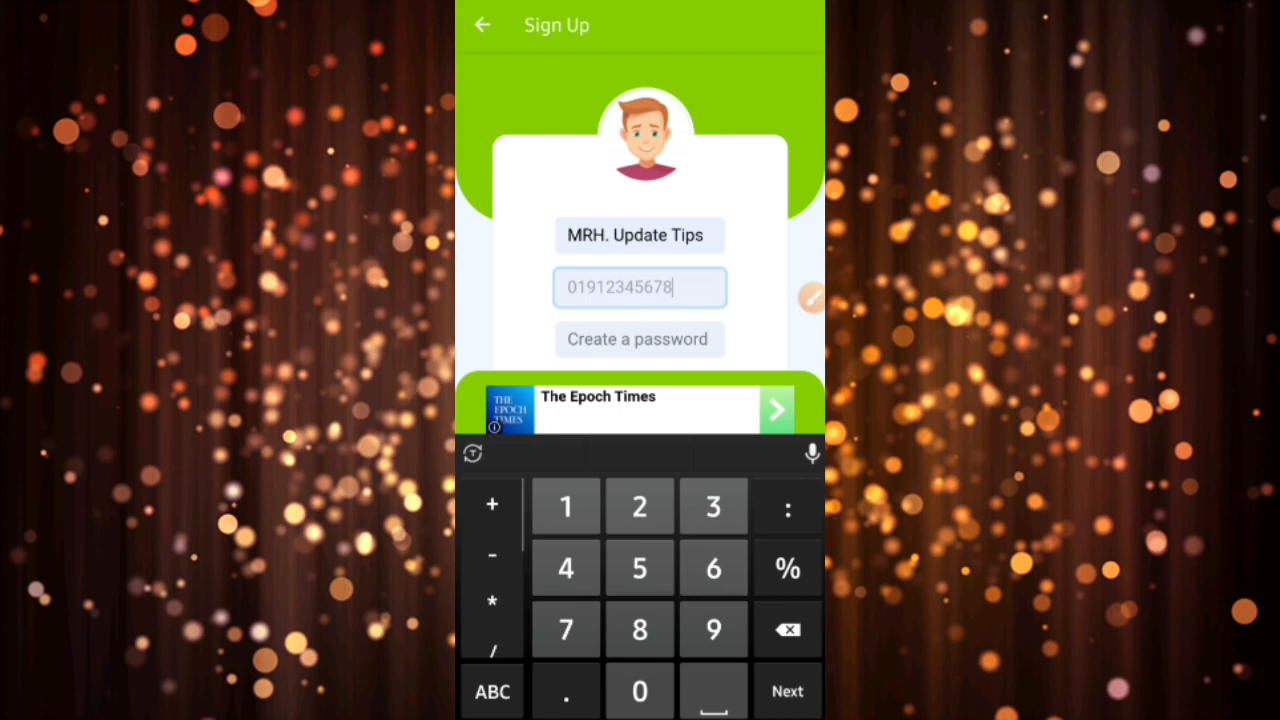 Sign Up
MRH. Update Tips
01912345678
Create a password
THE
EPOCH
TIMES
The Epoch Times
+ 1 2 3 :
- 4 5 6 %
* 7 8 9
/
ABC . 0 Next